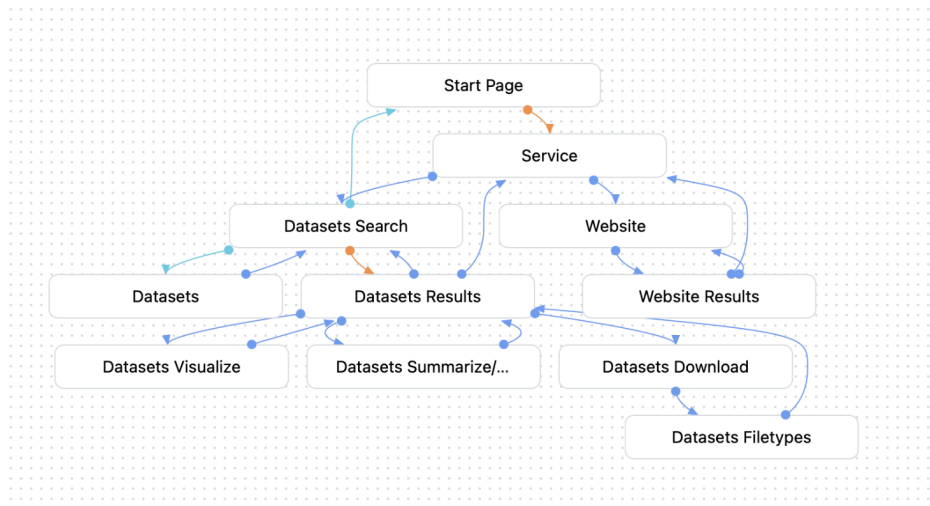 Start Page
Service
Datasets Search
Website
Datasets
Datasets Results
Website Results
Datasets Visualize
Datasets Summarize/...
Datasets Download
Datasets Filetypes